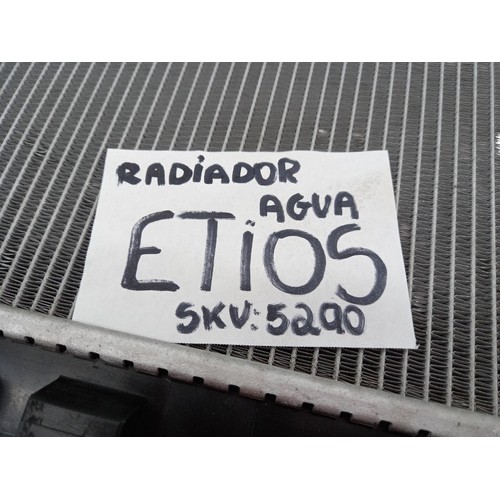 RADiADOR
AGUA
ETiOS
SKU: 5290